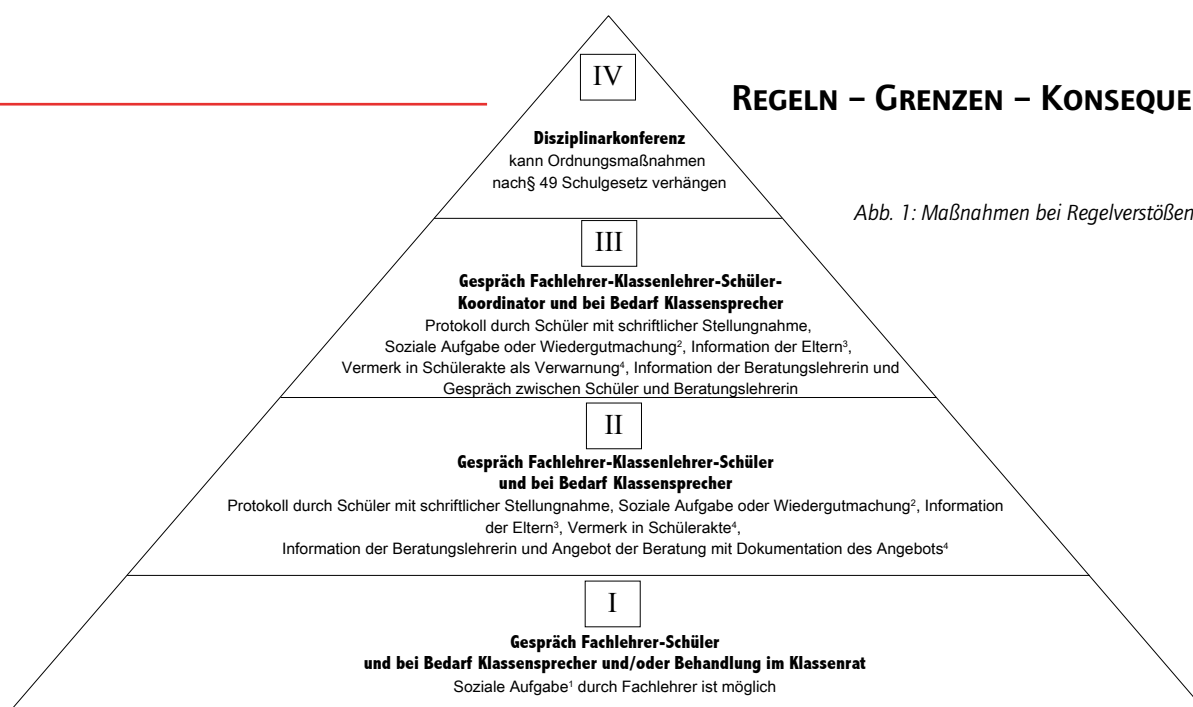 IV
REGELN – GRENZEN – KONSEQUE
Disziplinarkonferenz
kann Ordnungsmaßnahmen
nach§ 49 Schulgesetz verhängen
Abb. 1: Maßnahmen bei Regelverstößen
III
Gespräch Fachlehrer-Klassenlehrer-Schüler-
Koordinator und bei Bedarf Klassensprecher
Protokoll durch Schüler mit schriftlicher Stellungnahme,
Soziale Aufgabe oder Wiedergutmachung², Information der Eltern³,
Vermerk in Schülerakte als Verwarnung⁴, Information der Beratungslehrerin und
Gespräch zwischen Schüler und Beratungslehrerin
II
Gespräch Fachlehrer-Klassenlehrer-Schüler
und bei Bedarf Klassensprecher
Protokoll durch Schüler mit schriftlicher Stellungnahme, Soziale Aufgabe oder Wiedergutmachung², Information
der Eltern³, Vermerk in Schülerakte⁴,
Information der Beratungslehrerin und Angebot der Beratung mit Dokumentation des Angebots⁴
I
Gespräch Fachlehrer-Schüler
und bei Bedarf Klassensprecher und/oder Behandlung im Klassenrat
Soziale Aufgabe¹ durch Fachlehrer ist möglich